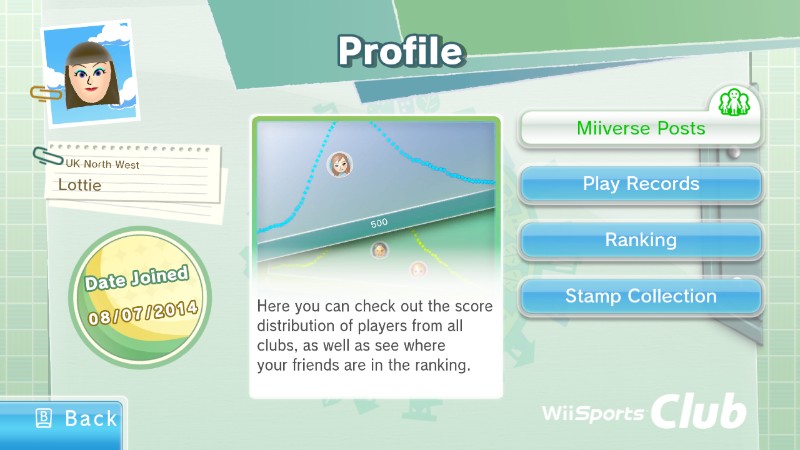 Profile
UK North West
Lottie
Date Joined
08/07/2014
500
Here you can check out the score
distribution of players from all
clubs, as well as see where
your friends are in the ranking.
Miiverse Posts
Play Records
Ranking
Stamp Collection
B Back
Wii Sports Club